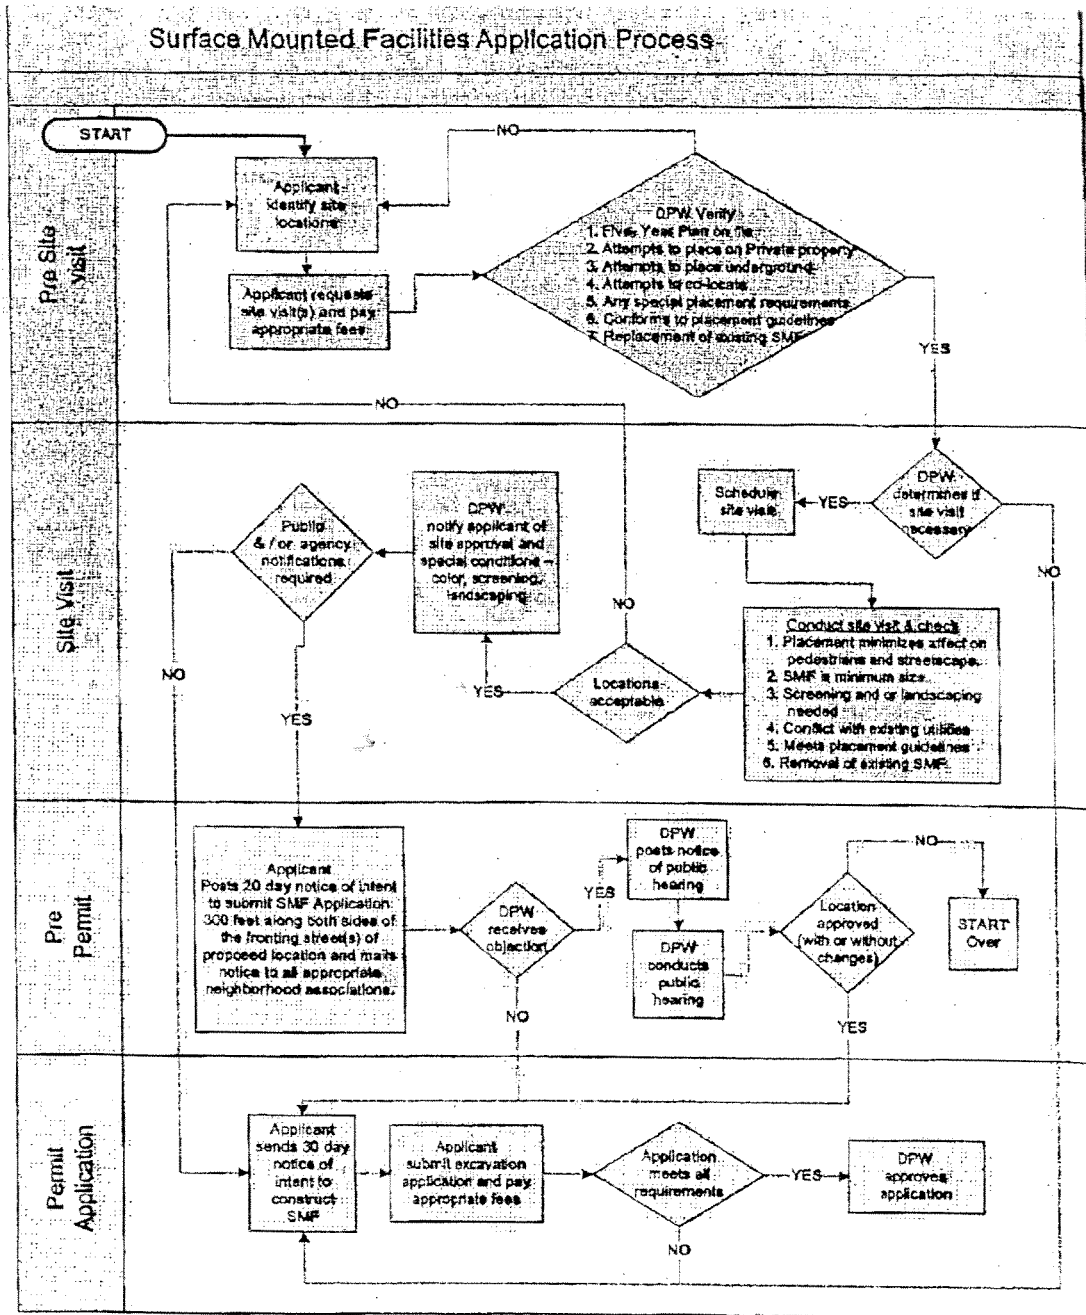 Surface Mounted Facilities Application Process
START
NO
Pre Site
Visit
Applicant
identify site
locations
DPW Verify
1. Five Year Plan on file
2. Attempts to place on Private property
3. Attempts to place underground
4. Attempts to co-locate
5. Any special placement requirements
6. Conforms to placement guidelines
7. Replacement of existing SMF
Applicant requests
site visit(s) and pay
appropriate fees
YES
NO
Site Visit
Public
& / or agency
notifications
required
DPW
notify applicant of
site approval and
special conditions –
color, screening,
landscaping
Schedule
site visit
YES
DPW
determines if
site visit
necessary
NO
NO
Conduct site visit & check
1. Placement minimizes affect on
pedestrians and streetscape.
2. SMF is minimum size
3. Screening and or landscaping
needed
4. Conflict with existing utilities
5. Meets placement guidelines
6. Removal of existing SMF
NO
YES
YES
Locations
acceptable
Pre
Permit
Applicant
Posts 20 day notice of intent
to submit SMF Application
300 feet along both sides of
the fronting street(s) of
proposed location and mails
notice to all appropriate
neighborhood associations.
DPW
receives
objection
YES
NO
DPW
posts notice
of public
hearing
DPW
conducts
public
hearing
Location
approved
(with or without
changes)
NO
YES
START
Over
Permit
Application
Applicant
sends 30 day
notice of
intent to
construct
SMF
Applicant
submit excavation
application and pay
appropriate fees
Application
meets all
requirements
YES
NO
DPW
approves
application